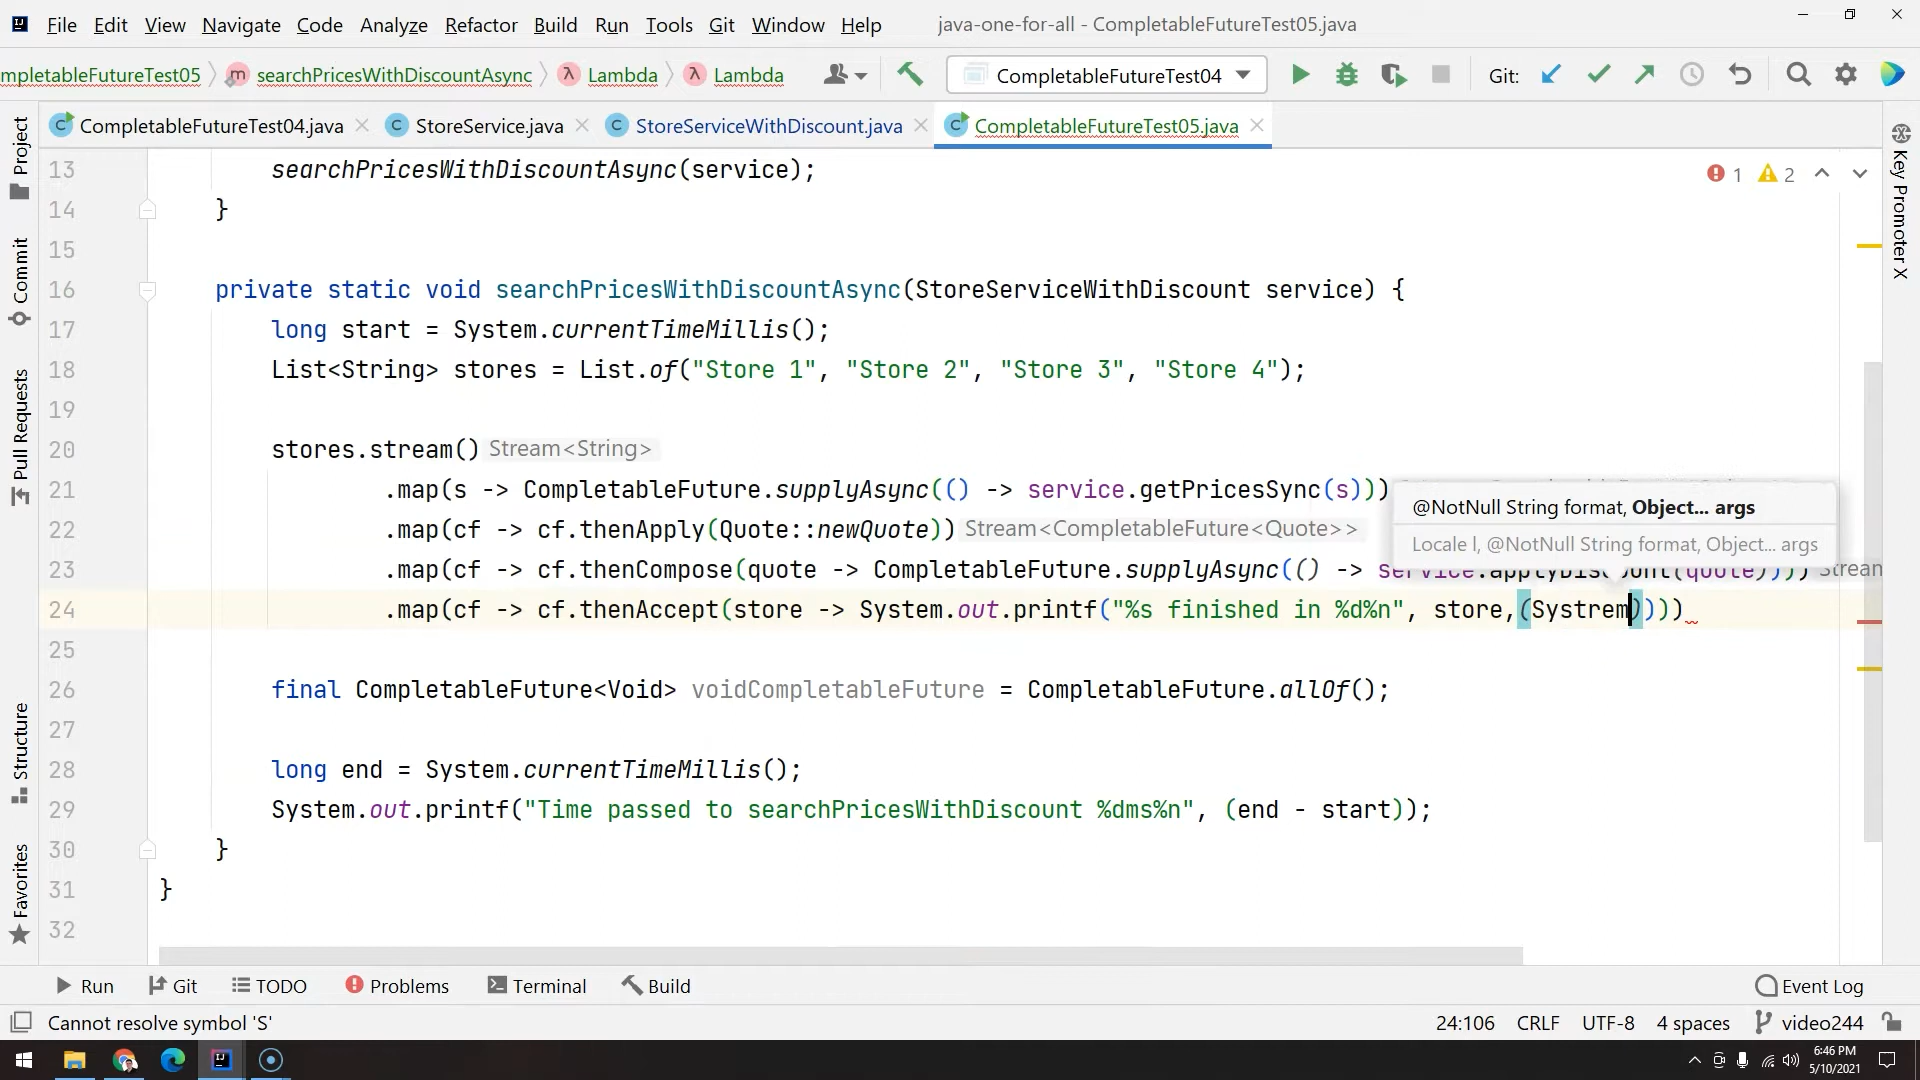 File Edit View Navigate Code Analyze Refactor Build Run Tools Git Window Help java-one-for-all - CompletableFutureTest05.java
mpletableFutureTest05 searchPricesWithDiscountAsync Lambda Lambda CompletableFutureTest04 Git:
CompletableFutureTest04.java StoreService.java StoreServiceWithDiscount.java CompletableFutureTest05.java
Project
Commit
Pull Requests
Structure
Favorites
Key Promoter X
1 2
13 searchPricesWithDiscountAsync(service);
14 }
15
16 private static void searchPricesWithDiscountAsync(StoreServiceWithDiscount service) {
17 long start = System.currentTimeMillis();
18 List<String> stores = List.of("Store 1", "Store 2", "Store 3", "Store 4");
19
20 stores.stream() Stream<String>
21 .map(s -> CompletableFuture.supplyAsync(() -> service.getPricesSync(s)))
@NotNull String format, Object... args
22 .map(cf -> cf.thenApply(Quote::newQuote)) Stream<CompletableFuture<Quote>>
Locale l, @NotNull String format, Object... args
23 .map(cf -> cf.thenCompose(quote -> CompletableFuture.supplyAsync(() -> service.applyDiscount(quote)))) Stream
24 .map(cf -> cf.thenAccept(store -> System.out.printf("%s finished in %d%n", store,(Systrem))))
25
26 final CompletableFuture<Void> voidCompletableFuture = CompletableFuture.allOf();
27
28 long end = System.currentTimeMillis();
29 System.out.printf("Time passed to searchPricesWithDiscount %dms%n", (end - start));
30 }
31 }
32
Run Git TODO Problems Terminal Build Event Log
Cannot resolve symbol 'S' 24:106 CRLF UTF-8 4 spaces video244
6:46 PM
5/10/2021